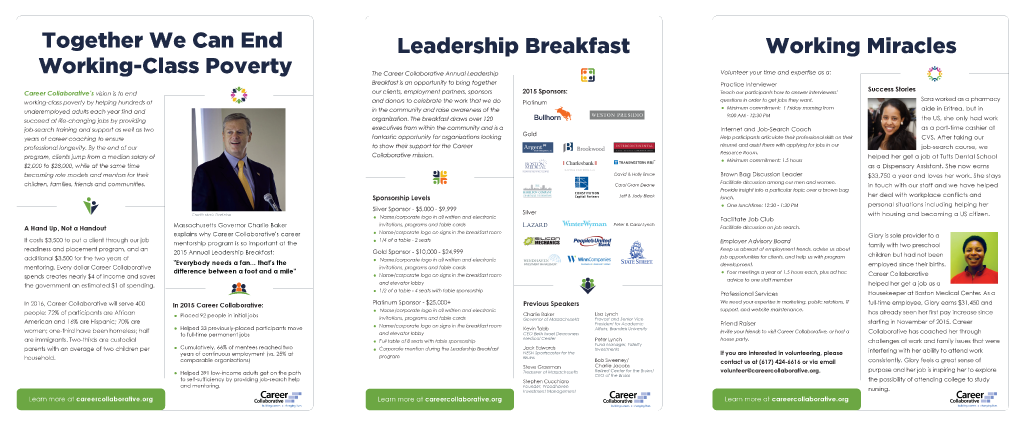 Together We Can End
Working-Class Poverty
Career Collaborative's vision is to end
working-class poverty by helping hundreds of
underemployed adults each year find and
succeed at life-changing jobs by providing
job-search training and support as well as two
years of career coaching to ensure
professional longevity. By the end of our
program, clients jump from a median salary of
$2,000 to $28,000, while at the same time
becoming role models and mentors for their
children, families, friends and communities.
A Hand Up, Not a Handout
It costs $3,500 to put a client through our job
readiness and placement program, and an
additional $3,500 for the two years of
mentoring. Every dollar Career Collaborative
spends creates nearly $4 of income and saves
the government an estimated $1 of spending.
In 2016, Career Collaborative will serve 400
people: 72% of participants are African
American and 16% are Hispanic; 70% are
women; one-third have been homeless; half
are immigrants. Two-thirds are custodial
parents with an average of two children per
household.
Massachusetts Governor Charlie Baker
explains why Career Collaborative's career
mentorship program is so important at the
2015 Annual Leadership Breakfast:
"Everybody needs a fan... that's the
difference between a foot and a mile"
In 2015 Career Collaborative:
Placed 92 people in initial jobs
Helped 33 previously-placed participants move
to full-time permanent jobs
Cumulatively, 66% of mentees reached two
years of continuous employment (vs. 25% at
comparable organizations)
Helped 391 low-income adults get on the path
to self-sufficiency by providing job-search help
and mentoring.
Learn more at careercollaborative.org
Career
Collaborative
Leadership Breakfast
The Career Collaborative Annual Leadership
Breakfast is an opportunity to bring together
our clients, employment partners, sponsors
and donors to celebrate the work that we do
in the community and raise awareness of the
organization. The breakfast draws over 120
executives from within the community and is a
fantastic opportunity for organizations looking
to show their support for the Career
Collaborative mission.
Sponsorship Levels
Silver Sponsor - $5,000 - $9,999
Name/corporate logo in all written and electronic
invitations, programs and table cards
Name/corporate logo on signs in the breakfast room
1/4 of a table - 2 seats
Gold Sponsor - $10,000 - $24,999
Name/corporate logo in all written and electronic
invitations, programs and table cards
Name/corporate logo on signs in the breakfast room
and elevator lobby
1/2 of a table - 4 seats with table sponsorship
Platinum Sponsor - $25,000+
Name/corporate logo in all written and electronic
invitations, programs and table cards
Name/corporate logo on signs in the breakfast room
and elevator lobby
Full table of 8 seats with table sponsorship
Corporate mention during the Leadership Breakfast
program
2015 Sponsors:
Platinum
Bullhorn
WESTON PRESIDIO
Gold
Argent
Brookwood
Charlesbank
David & Holly Bruce
Carol Glenn Deane
Jeff & Jody Black
Silver
LAZARD
WinterWyman
Peter & Carol Lynch
SILICON
MECHANICS
People's United
WinnCompanies
STATE STREET
Previous Speakers
Charlie Baker
Governor of Massachusetts
Kevin Tabb
Jack Edwards
Steve Grossman
Treasurer of Massachusetts
Stephen Cucchiaro
Lisa Lynch
Peter Lynch
Bob Sweeney/
Charlie Jacobs
Learn more at careercollaborative.org
Career
Collaborative
Working Miracles
Volunteer your time and expertise as a:
Practice Interviewer
Teach our participants how to answer interviewers'
questions in order to get jobs they want.
Minimum commitment: 1 Friday morning from
9:00 AM - 12:30 PM
Internet and Job-Search Coach
Help participants articulate their professional skills on their
résumé and assist them with applying for jobs in our
Resource Room.
Minimum commitment: 1.5 hours
Brown Bag Discussion Leader
Facilitate discussion among our men and women.
Provide insight into a particular topic over a brown bag
lunch.
One lunchtime: 12:30 - 1:30 PM
Facilitate Job Club
Facilitate discussion on job search.
Employer Advisory Board
Keep us abreast of employment trends, advise us about
job opportunities for clients, and help us with program
development.
Four meetings a year of 1.5 hours each, plus ad hoc
advice to one staff member
Professional Services
We need your expertise in marketing, public relations, IT
support, and website maintenance.
Friend Raiser
Invite your friends to visit Career Collaborative or host a
house party.
If you are interested in volunteering, please
contact us at (617) 424-6616 or via email
volunteer@careercollaborative.org.
Success Stories
Sara worked as a pharmacy
aide in Eritrea, but in
the US, she only had work
as a part-time cashier at
CVS. After taking our
job-search course, we
helped her get a job at Tufts Dental School
as a Dispensary Assistant. She now earns
$33,750 a year and loves her work. She stays
in touch with our staff and we have helped
her deal with workplace conflicts and
personal situations including helping her
with housing and becoming a US citizen.
Glory is sole provider to a
family with two preschool
children but had not been
employed since their births.
Career Collaborative
helped her get a job as a
Housekeeper at Boston Medical Center. As a
full-time employee, Glory earns $31,450 and
has already seen her first pay increase since
starting in November of 2015. Career
Collaborative has coached her through
challenges at work and family issues that were
interfering with her ability to attend work
consistently. Glory feels a great sense of
purpose and her job is inspiring her to explore
the possibility of attending college to study
nursing.
Learn more at careercollaborative.org
Career
Collaborative